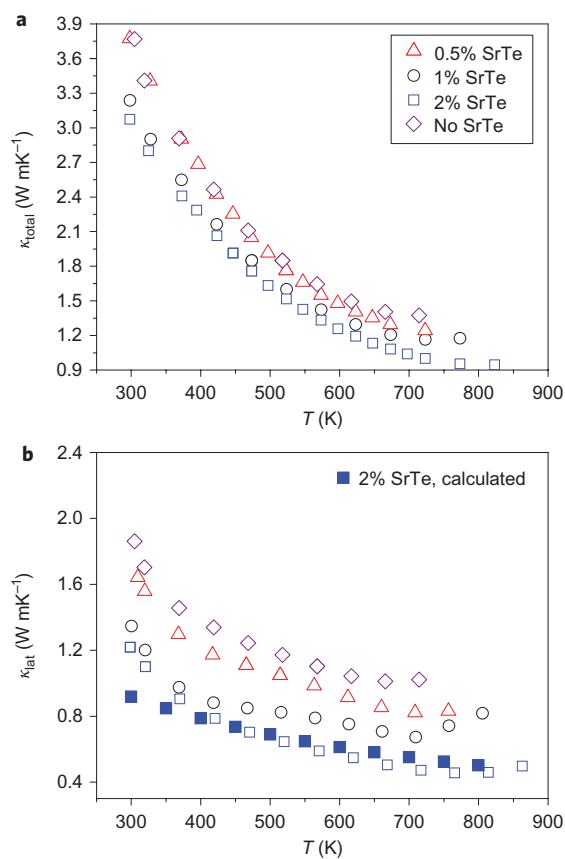 a
3.9
3.6
3.3
3.0
2.7
2.4
2.1
1.8
1.5
1.2
0.9
κtotal (W mK⁻¹)
0.5% SrTe
1% SrTe
2% SrTe
No SrTe
300 400 500 600 700 800 900
T (K)
b
2.4
2.0
1.6
1.2
0.8
0.4
κlat (W mK⁻¹)
2% SrTe, calculated
300 400 500 600 700 800 900
T (K)